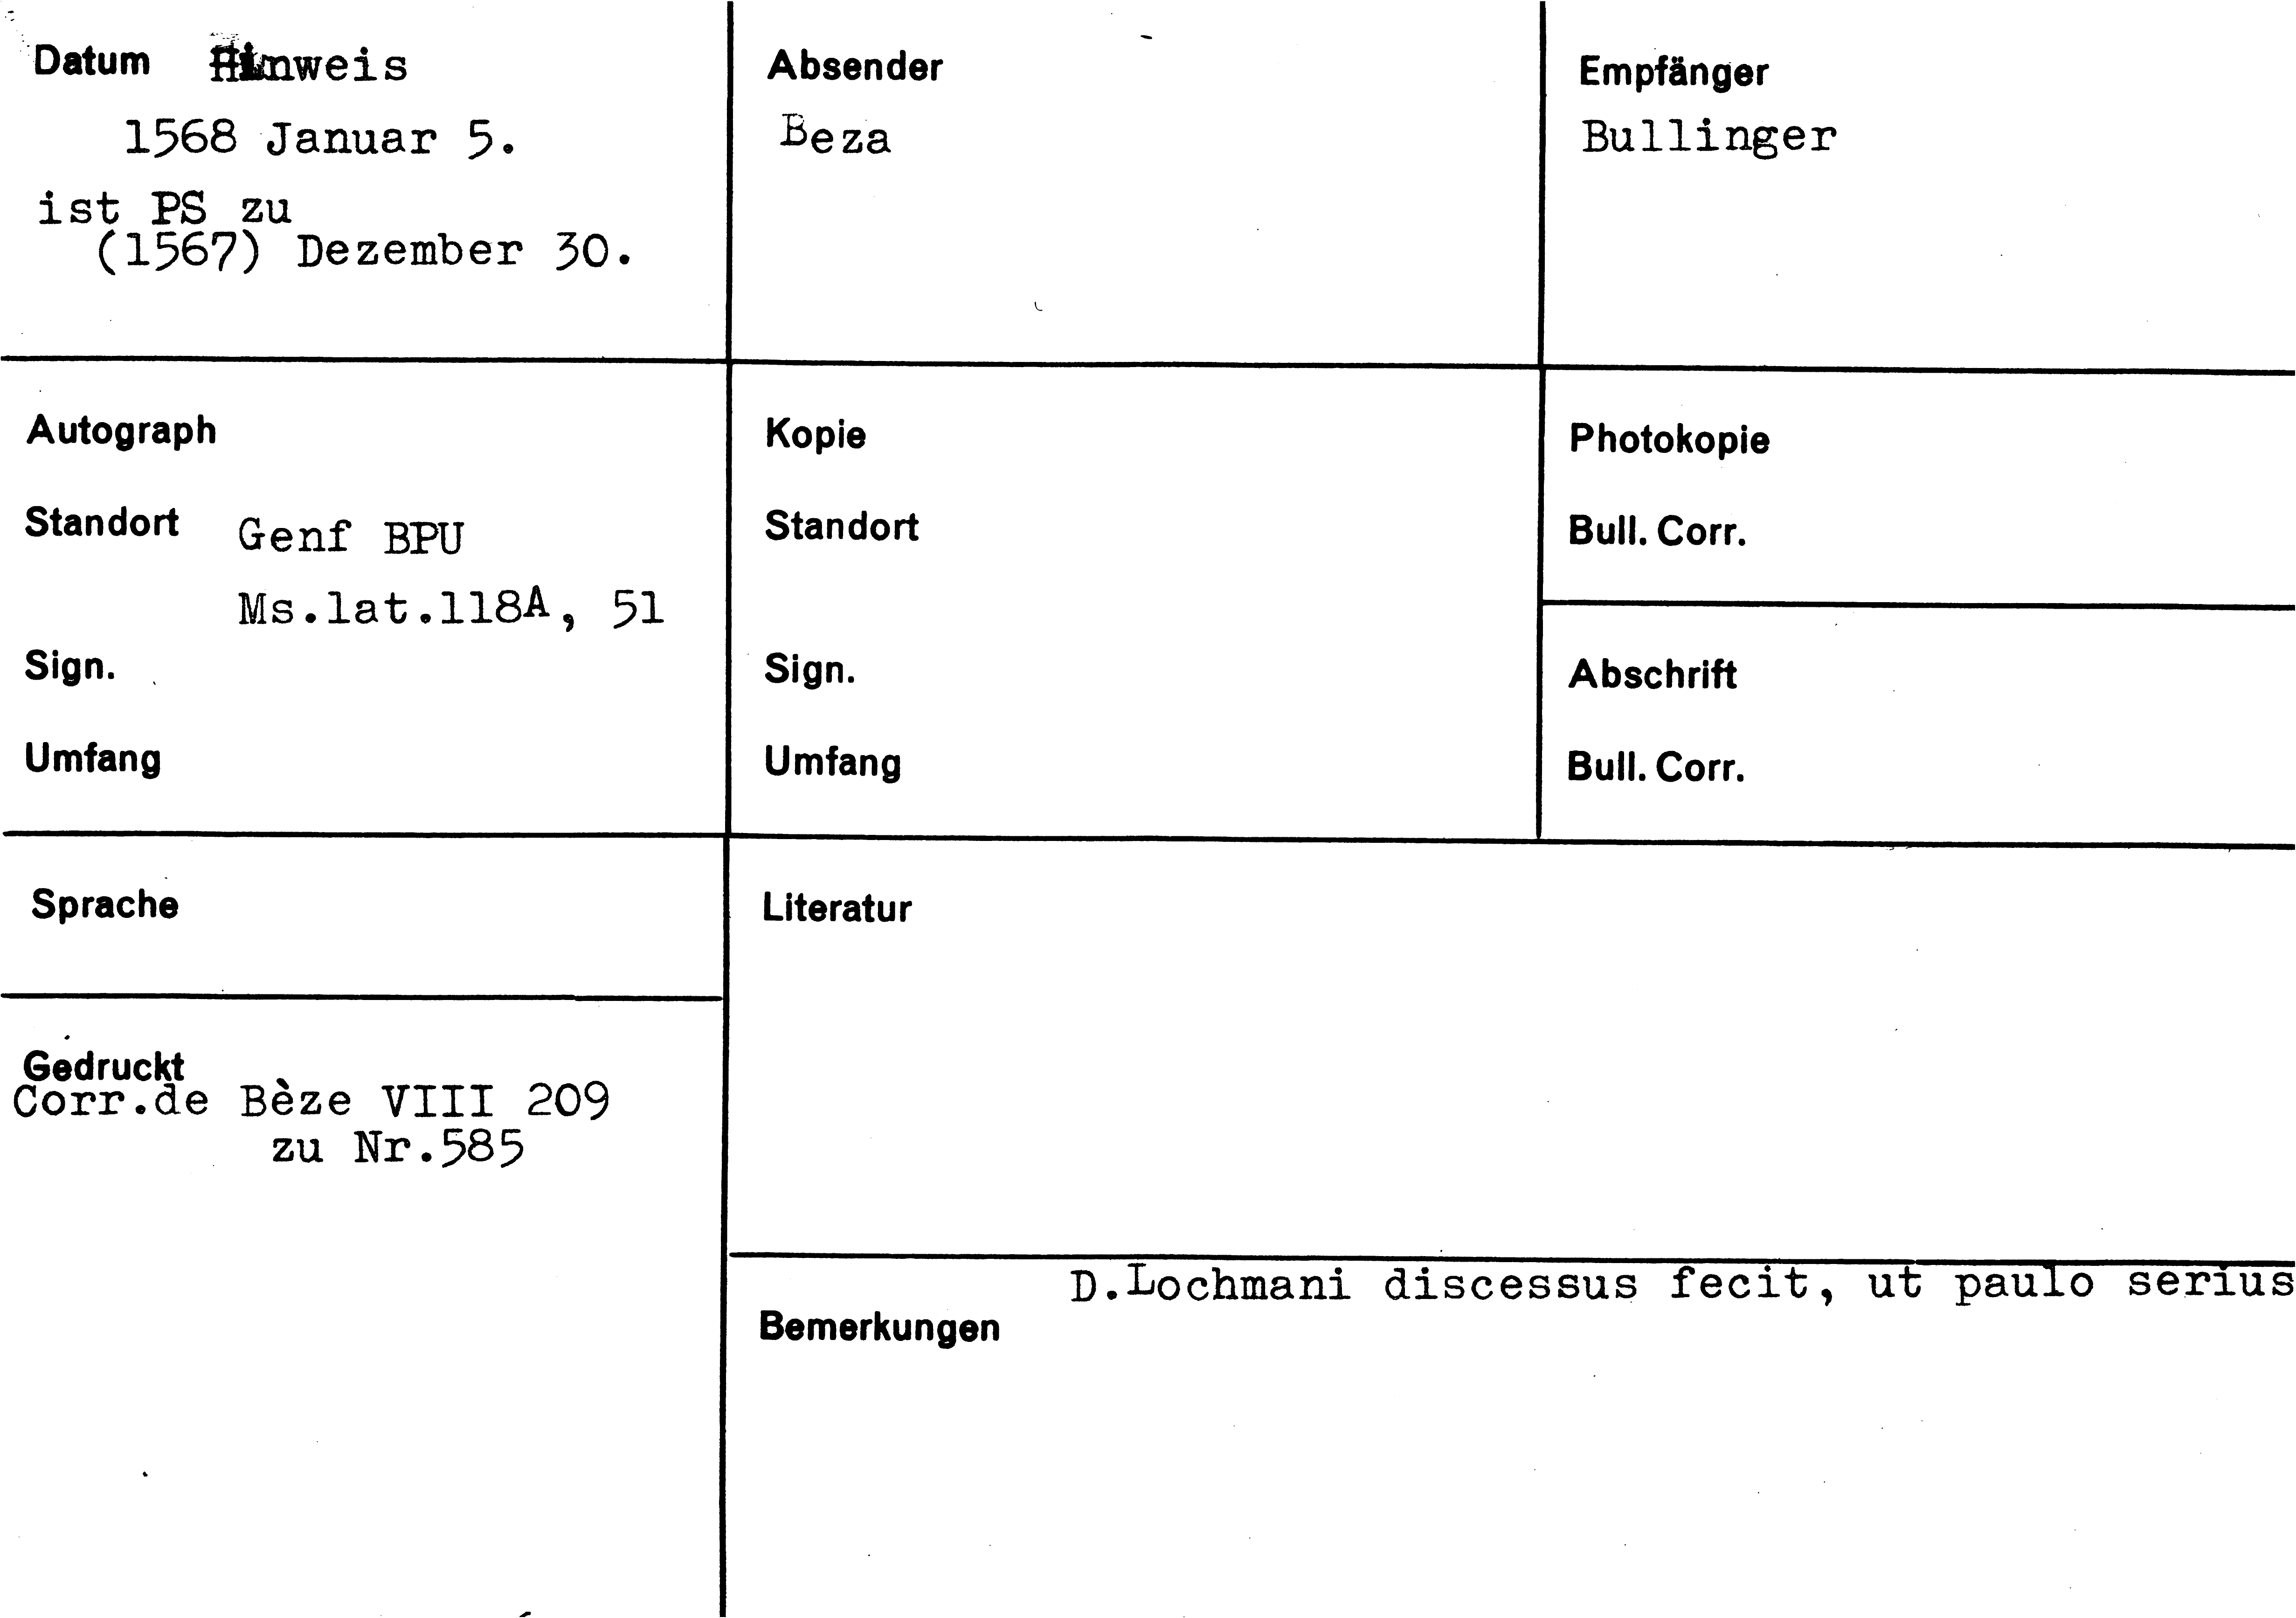 Datum Hinweis
1568 Januar 5.
ist PS zu
(1567) Dezember 30.
Absender
Beza
Empfänger
Bullinger
Autograph
Standort Genf BPU
Ms.lat.118A, 51
Sign.
Umfang
Kopie
Standort
Sign.
Umfang
Photokopie
Bull. Corr.
Abschrift
Bull. Corr.
Sprache
Gedruckt
Corr.de Bèze VIII 209
zu Nr.585
Literatur
D.Lochmani discessus fecit, ut paulo serius
Bemerkungen